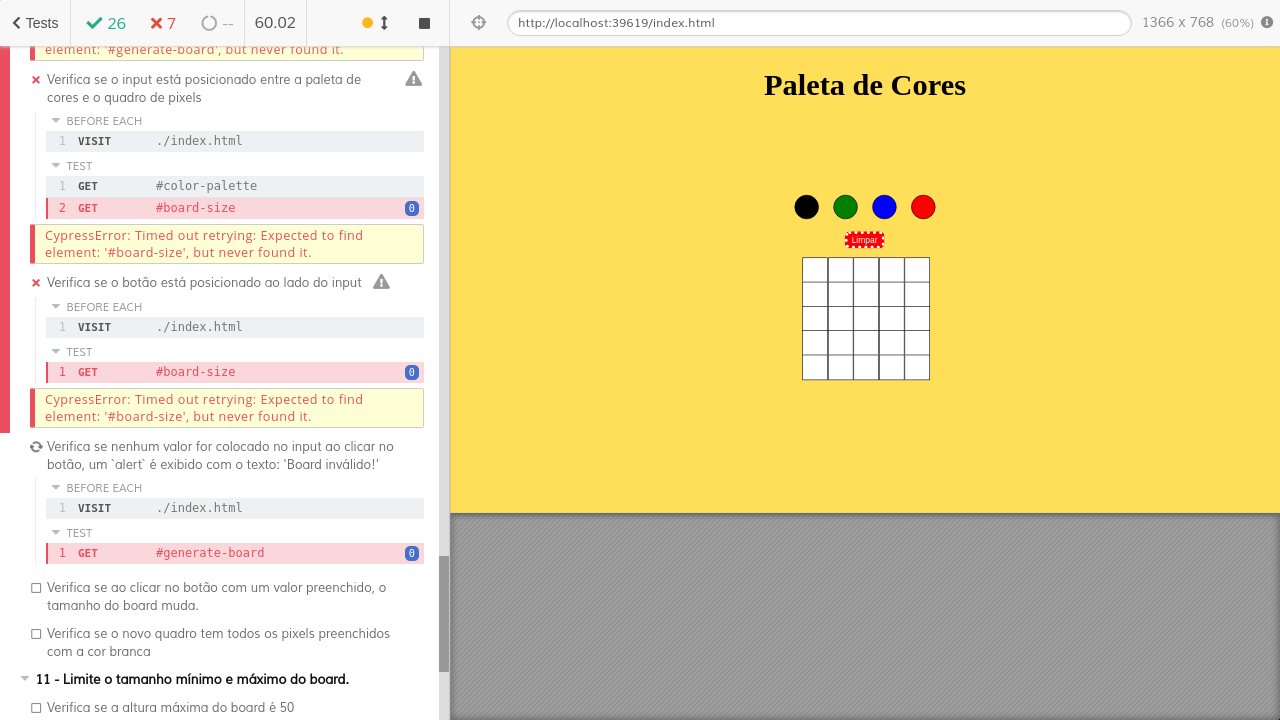 Tests 26 7 -- 60.02
element: '#generate-board', but never found it.
Verifica se o input está posicionado entre a paleta de
cores e o quadro de pixels
BEFORE EACH
1 VISIT ./index.html
TEST
1 GET #color-palette
2 GET #board-size 0
CypressError: Timed out retrying: Expected to find
element: '#board-size', but never found it.
Verifica se o botão está posicionado ao lado do input
BEFORE EACH
1 VISIT ./index.html
TEST
1 GET #board-size 0
CypressError: Timed out retrying: Expected to find
element: '#board-size', but never found it.
Verifica se nenhum valor for colocado no input ao clicar no
botão, um `alert` é exibido com o texto: 'Board inválido!'
BEFORE EACH
1 VISIT ./index.html
TEST
1 GET #generate-board 0
Verifica se ao clicar no botão com um valor preenchido, o
tamanho do board muda.
Verifica se o novo quadro tem todos os pixels preenchidos
com a cor branca
11 - Limite o tamanho mínimo e máximo do board.
Verifica se a altura máxima do board é 50
http://localhost:39619/index.html
1366 x 768 (60%)
Paleta de Cores
Limpar